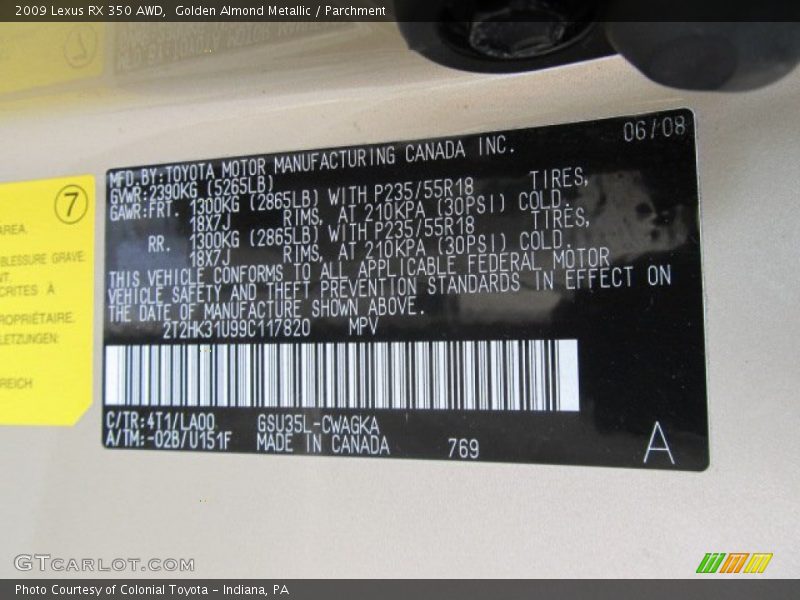 2009 Lexus RX 350 AWD,  Golden Almond Metallic / Parchment
06/08
MFD.BY:TOYOTA MOTOR MANUFACTURING CANADA INC.
GVWR:2390KG (5265LB)
GAWR:FRT. 1300KG (2865LB) WITH P235/55R18 TIRES,
18X7J RIMS, AT 210KPA (30PSI) COLD.
RR. 1300KG (2865LB) WITH P235/55R18 TIRES,
18X7J RIMS, AT 210KPA (30PSI) COLD.
THIS VEHICLE CONFORMS TO ALL APPLICABLE FEDERAL MOTOR
VEHICLE SAFETY AND THEFT PREVENTION STANDARDS IN EFFECT ON
THE DATE OF MANUFACTURE SHOWN ABOVE.
2T2HK31U99C117820 MPV
C/TR:4T1/LA00 GSU35L-CWAGKA
A/TM:-02B/U151F MADE IN CANADA 769
A
7
AREA.
BLESSURE GRAVE
NT.
CRITES À
ROPRIÉTAIRE.
LETZUNGEN:
REICH
GTCARLOT.COM
Photo Courtesy of Colonial Toyota - Indiana, PA